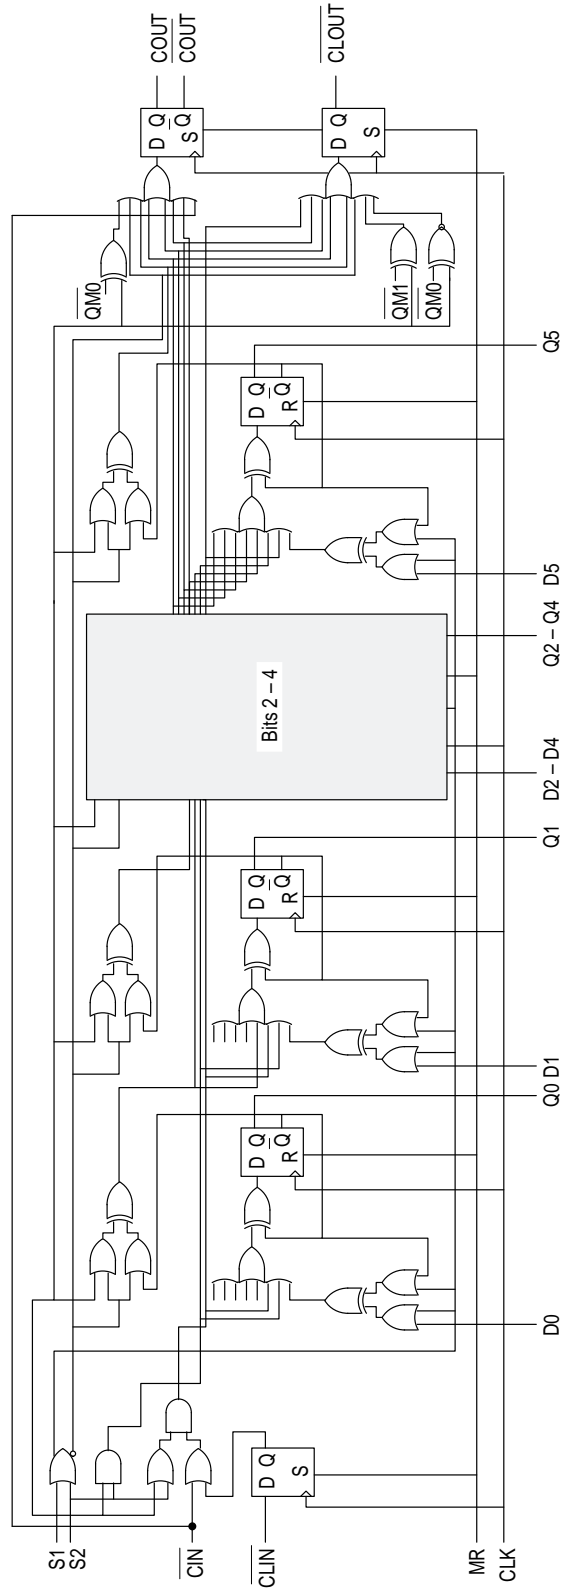 COUT
COUT
CLOUT
D Q
Q
S
D Q
S
QM0
QM1
QM0
Q5
D Q
Q
R
D5
Q2 – Q4
Bits 2 – 4
D2 – D4
Q1
D Q
Q
R
D1
Q0
D Q
Q
R
D0
D Q
S
S1
S2
CIN
CLIN
MR
CLK